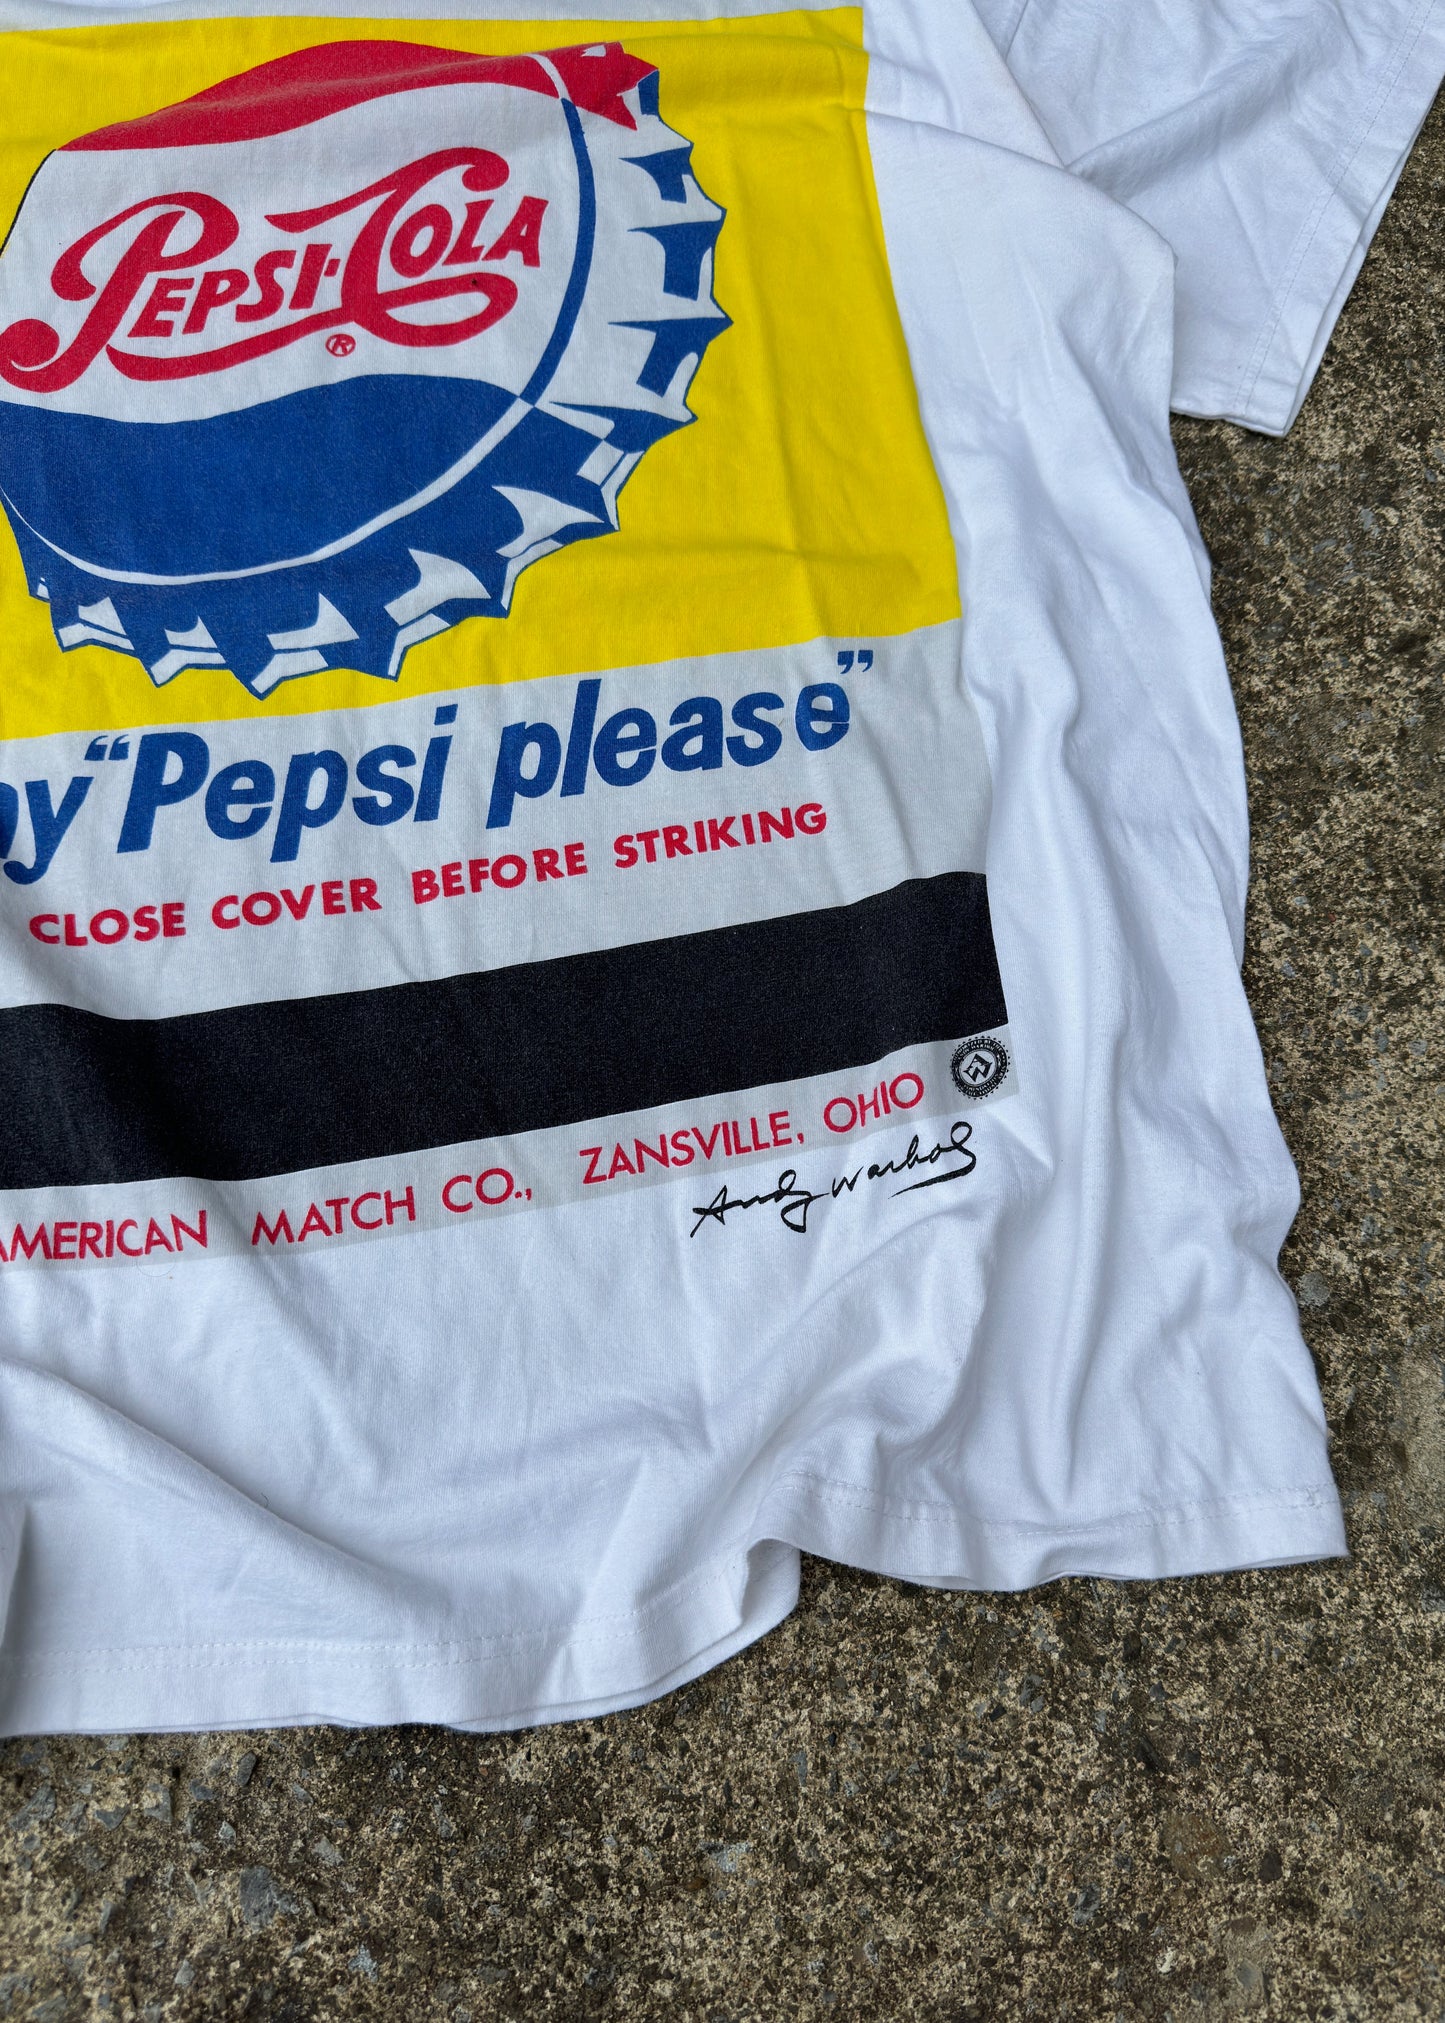 PEPSI-COLA
®
ay "Pepsi please"
CLOSE COVER BEFORE STRIKING
AMERICAN MATCH CO., ZANSVILLE, OHIO
Andy Warhol